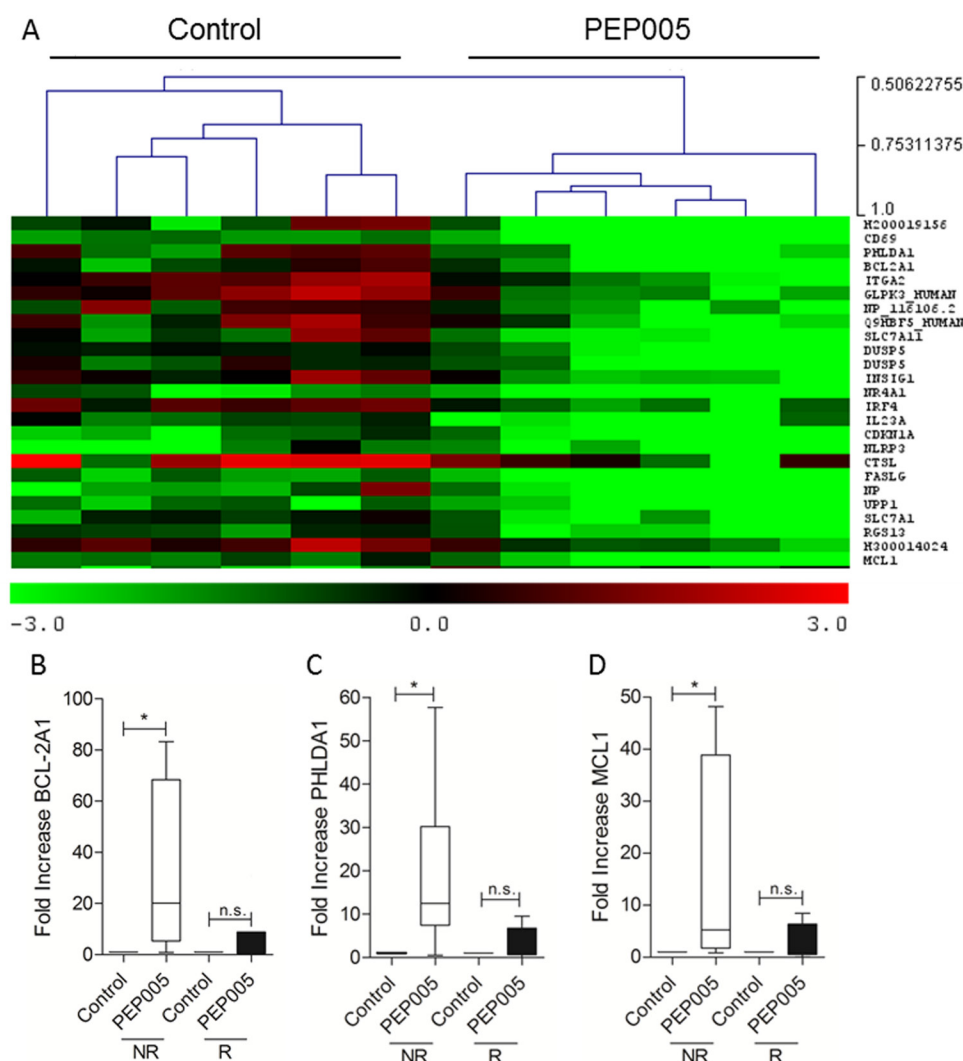 A
Control
PEP005
0.50622755
0.75311375
1.0
H200019156
CD69
PHLDA1
BCL2A1
ITGA2
GLPK3_HUMAN
NP_116106.2
Q9HBF5_HUMAN
SLC7A11
DUSP5
DUSP5
INSIG1
NR4A1
IRF4
IL23A
CDKN1A
NLRP3
CTSL
FASLG
NP
UPP1
SLC7A1
RGS13
H300014024
MCL1
-3.0 0.0 3.0
B
Fold Increase BCL-2A1
100
80
60
40
20
0
*
n.s.
Control
PEP005
Control
PEP005
NR
R
C
Fold Increase PHLDA1
60
50
40
30
20
10
0
*
n.s.
Control
PEP005
Control
PEP005
NR
R
D
Fold Increase MCL1
50
40
30
20
10
0
*
n.s.
Control
PEP005
Control
PEP005
NR
R